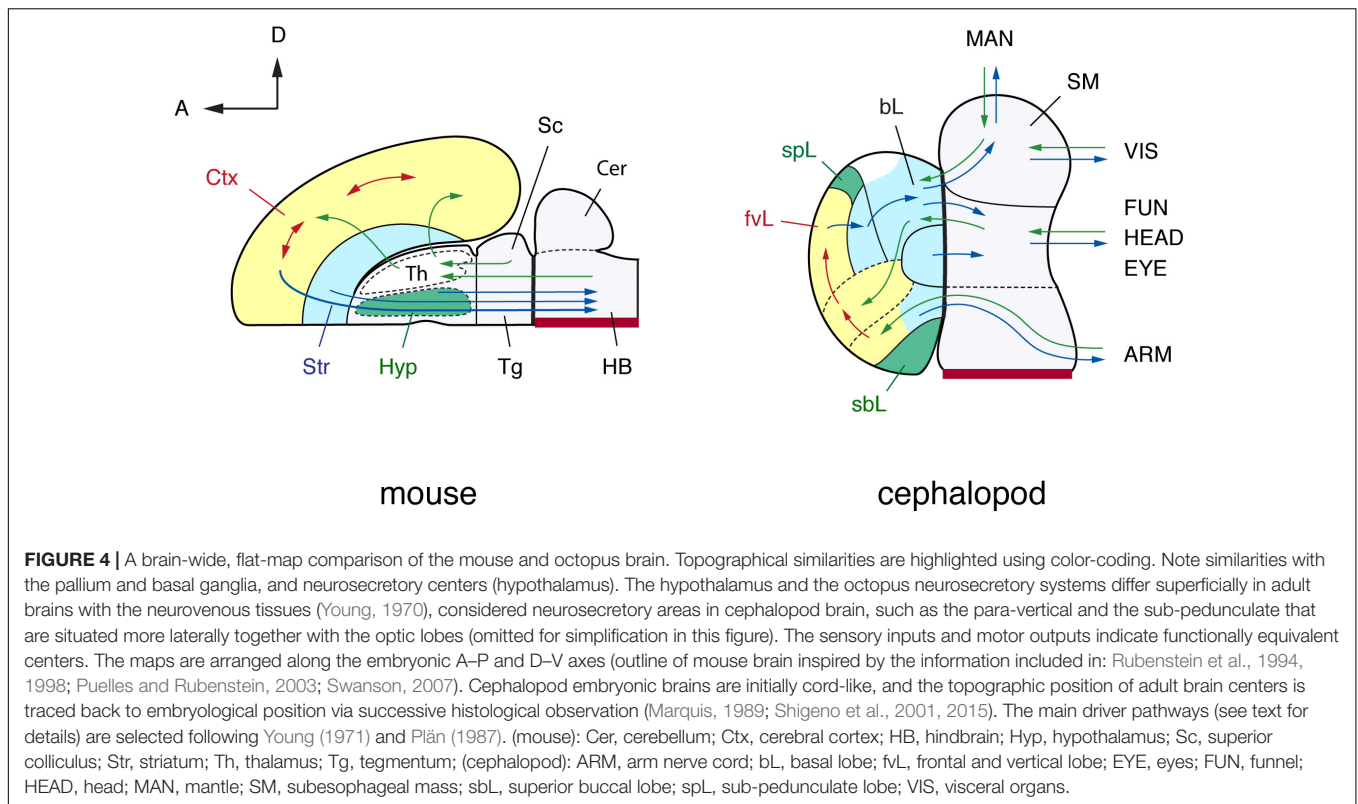 D
A
Ctx
Sc
Cer
Th
Str
Hyp
Tg
HB
mouse
MAN
SM
bL
spL
VIS
fvL
FUN
HEAD
EYE
ARM
sbL
cephalopod
FIGURE 4 | A brain-wide, flat-map comparison of the mouse and octopus brain. Topographical similarities are highlighted using color-coding. Note similarities with
the pallium and basal ganglia, and neurosecretory centers (hypothalamus). The hypothalamus and the octopus neurosecretory systems differ superficially in adult
brains with the neurovenous tissues (Young, 1970), considered neurosecretory areas in cephalopod brain, such as the para-vertical and the sub-pedunculate that
are situated more laterally together with the optic lobes (omitted for simplification in this figure). The sensory inputs and motor outputs indicate functionally equivalent
centers. The maps are arranged along the embryonic A–P and D–V axes (outline of mouse brain inspired by the information included in: Rubenstein et al., 1994,
1998; Puelles and Rubenstein, 2003; Swanson, 2007). Cephalopod embryonic brains are initially cord-like, and the topographic position of adult brain centers is
traced back to embryological position via successive histological observation (Marquis, 1989; Shigeno et al., 2001, 2015). The main driver pathways (see text for
details) are selected following Young (1971) and Plän (1987). (mouse): Cer, cerebellum; Ctx, cerebral cortex; HB, hindbrain; Hyp, hypothalamus; Sc, superior
colliculus; Str, striatum; Th, thalamus; Tg, tegmentum; (cephalopod): ARM, arm nerve cord; bL, basal lobe; fvL, frontal and vertical lobe; EYE, eyes; FUN, funnel;
HEAD, head; MAN, mantle; SM, subesophageal mass; sbL, superior buccal lobe; spL, sub-pedunculate lobe; VIS, visceral organs.